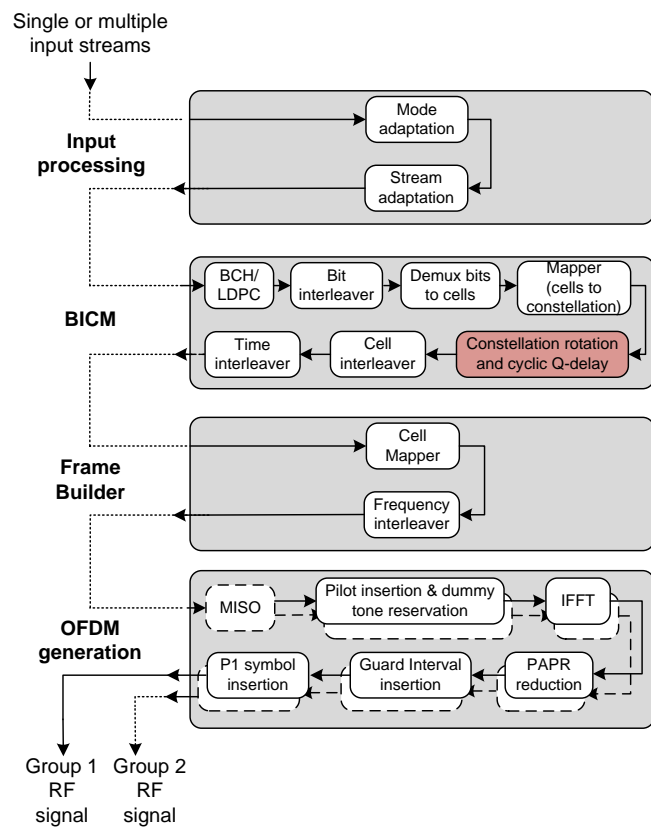 Single or multiple
input streams
Input
processing
Mode
adaptation
Stream
adaptation
BICM
BCH/
LDPC
Bit
interleaver
Demux bits
to cells
Mapper
(cells to
constellation)
Time
interleaver
Cell
interleaver
Constellation rotation
and cyclic Q-delay
Frame
Builder
Cell
Mapper
Frequency
interleaver
OFDM
generation
MISO
Pilot insertion & dummy
tone reservation
IFFT
P1 symbol
insertion
Guard Interval
insertion
PAPR
reduction
Group 1
RF
signal
Group 2
RF
signal